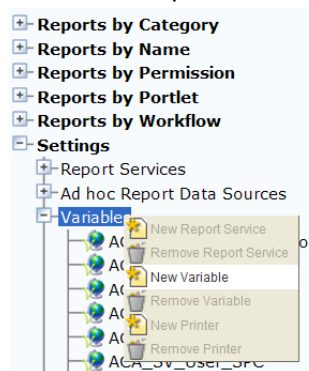 Reports by Category
Reports by Name
Reports by Permission
Reports by Portlet
Reports by Workflow
Settings
Report Services
Ad hoc Report Data Sources
Variable
New Report Service
Remove Report Service
New Variable
Remove Variable
New Printer
Remove Printer
ACA_SV_User_SPC